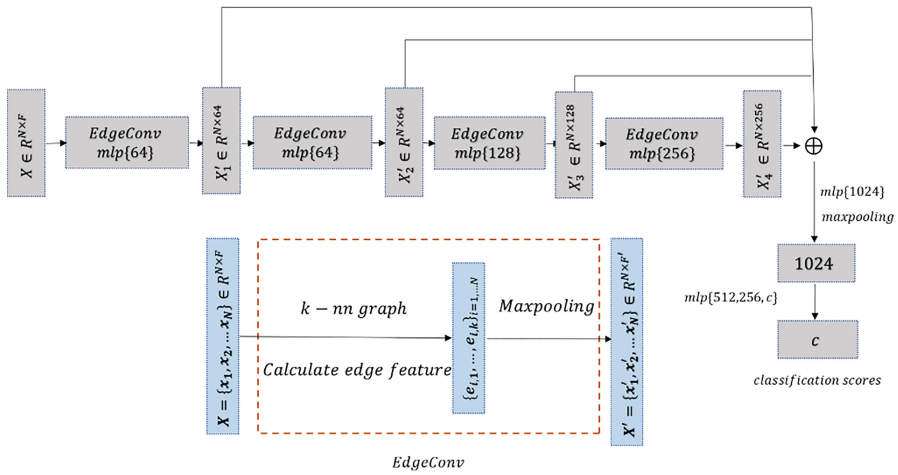 X ∈ R^{N×F}
EdgeConv
mlp{64}
X′_1 ∈ R^{N×64}
EdgeConv
mlp{64}
X′_2 ∈ R^{N×64}
EdgeConv
mlp{128}
X′_3 ∈ R^{N×128}
EdgeConv
mlp{256}
X′_4 ∈ R^{N×256}
⊕
mlp{1024}
maxpooling
1024
mlp{512,256,c}
c
classification scores
X = {x_1, x_2, … x_N} ∈ R^{N×F}
k − nn graph
Calculate edge feature
{e_{i,1}, … , e_{i,k}}_{i=1,…N}
Maxpooling
X′ = {x′_1, x′_2, … x′_N} ∈ R^{N×F′}
EdgeConv